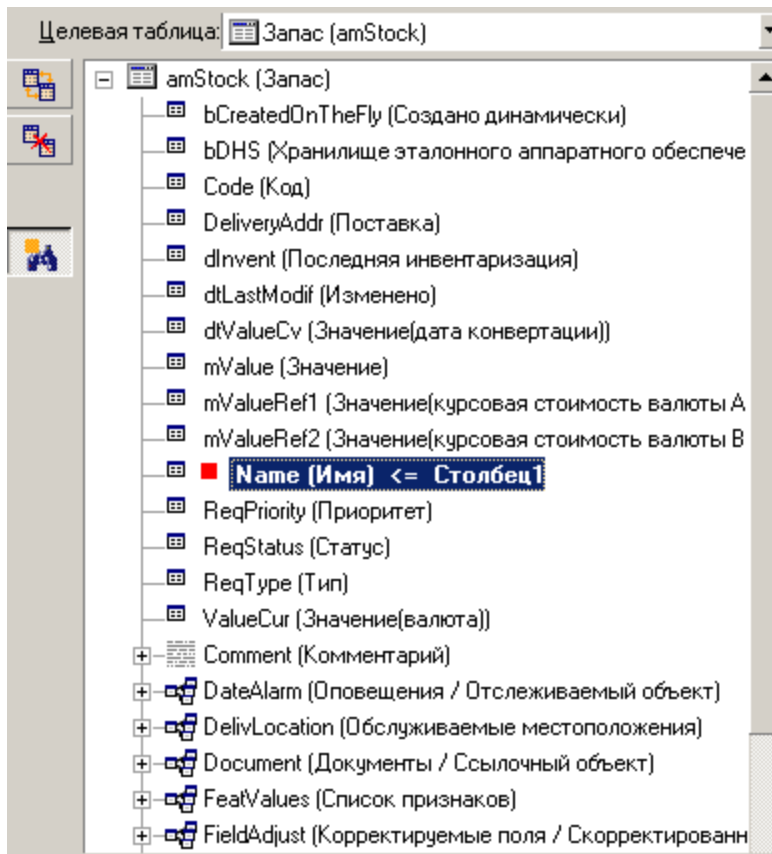 Целевая таблица: Запас (amStock)
amStock (Запас)
bCreatedOnTheFly (Создано динамически)
bDHS (Хранилище эталонного аппаратного обеспече
Code (Код)
DeliveryAddr (Поставка)
dInvent (Последняя инвентаризация)
dtLastModif (Изменено)
dtValueCv (Значение(дата конвертации))
mValue (Значение)
mValueRef1 (Значение(курсовая стоимость валюты A
mValueRef2 (Значение(курсовая стоимость валюты B
Name (Имя) <= Столбец1
ReqPriority (Приоритет)
ReqStatus (Статус)
ReqType (Тип)
ValueCur (Значение(валюта))
Comment (Комментарий)
DateAlarm (Оповещения / Отслеживаемый объект)
DelivLocation (Обслуживаемые местоположения)
Document (Документы / Ссылочный объект)
FeatValues (Список признаков)
FieldAdjust (Корректируемые поля / Скорректированн